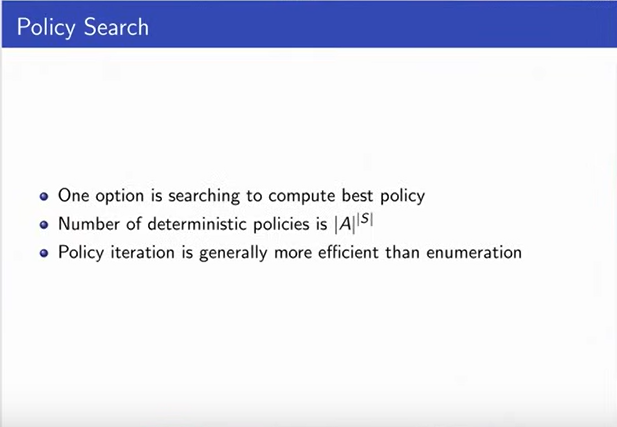 Policy Search
One option is searching to compute best policy
Number of deterministic policies is |A|^{|S|}
Policy iteration is generally more efficient than enumeration